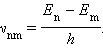 ν_nm = (E_n − E_m) / h.